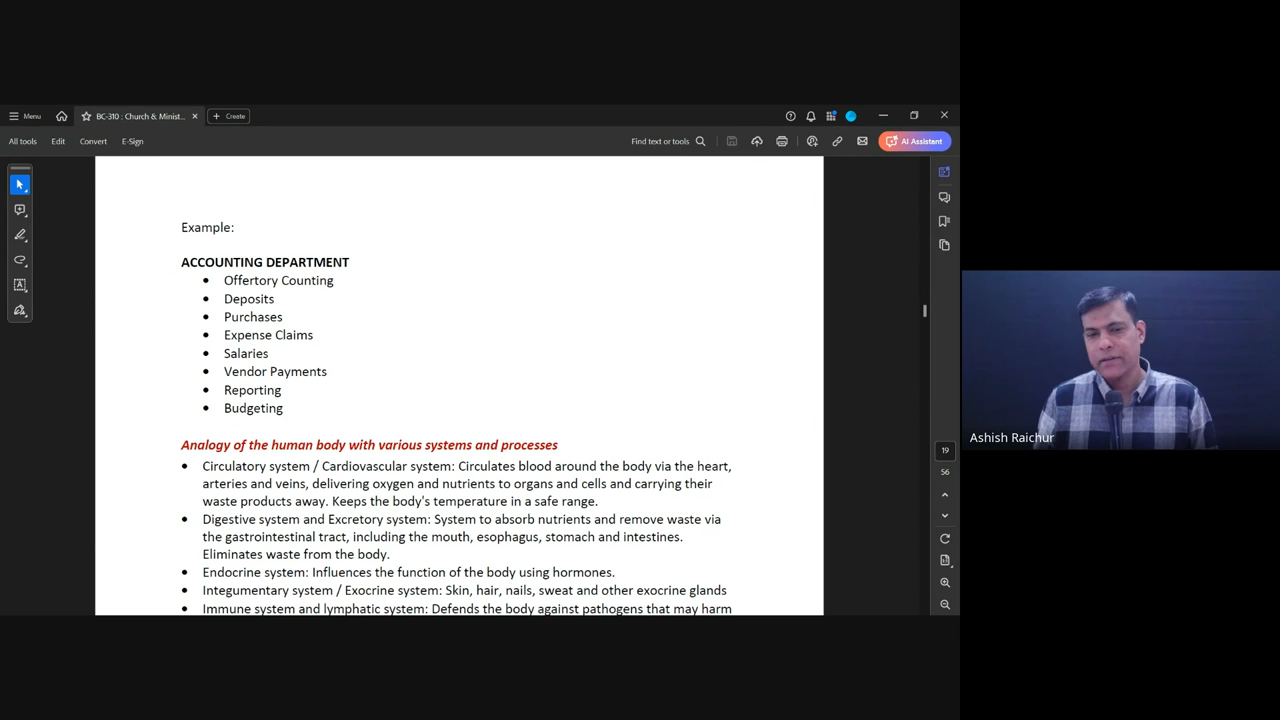 Menu
BC-310 : Church & Minist...
Create
All tools
Edit
Convert
E-Sign
Find text or tools
AI Assistant
Example:
ACCOUNTING DEPARTMENT
• Offertory Counting
• Deposits
• Purchases
• Expense Claims
• Salaries
• Vendor Payments
• Reporting
• Budgeting
Analogy of the human body with various systems and processes
• Circulatory system / Cardiovascular system: Circulates blood around the body via the heart,
arteries and veins, delivering oxygen and nutrients to organs and cells and carrying their
waste products away. Keeps the body's temperature in a safe range.
• Digestive system and Excretory system: System to absorb nutrients and remove waste via
the gastrointestinal tract, including the mouth, esophagus, stomach and intestines.
Eliminates waste from the body.
• Endocrine system: Influences the function of the body using hormones.
• Integumentary system / Exocrine system: Skin, hair, nails, sweat and other exocrine glands
• Immune system and lymphatic system: Defends the body against pathogens that may harm
19
56
Ashish Raichur